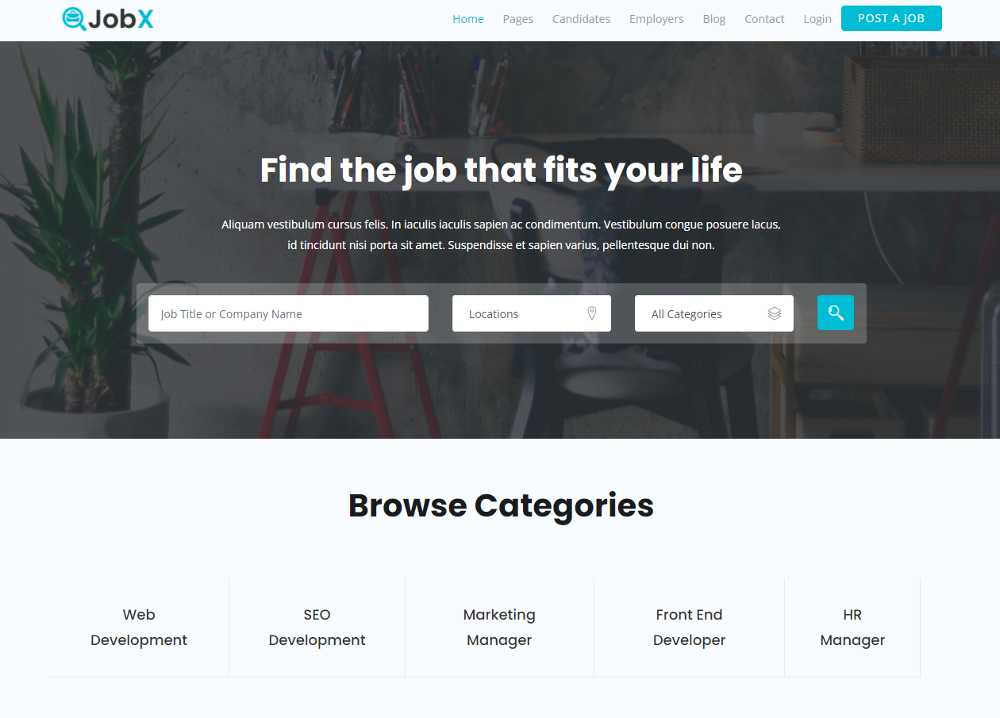 JobX
Home Pages Candidates Employers Blog Contact Login POST A JOB
Find the job that fits your life
Aliquam vestibulum cursus felis. In iaculis iaculis sapien ac condimentum. Vestibulum congue posuere lacus,
id tincidunt nisi porta sit amet. Suspendisse et sapien varius, pellentesque dui non.
Job Title or Company Name
Locations
All Categories
Browse Categories
Web
Development
SEO
Development
Marketing
Manager
Front End
Developer
HR
Manager